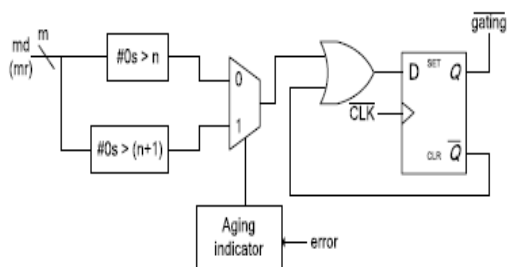 md
(mr)
m
#0s > n
#0s > (n+1)
0
1
Aging
indicator
error
CLK
D
SET
Q
CLR
Q
gating